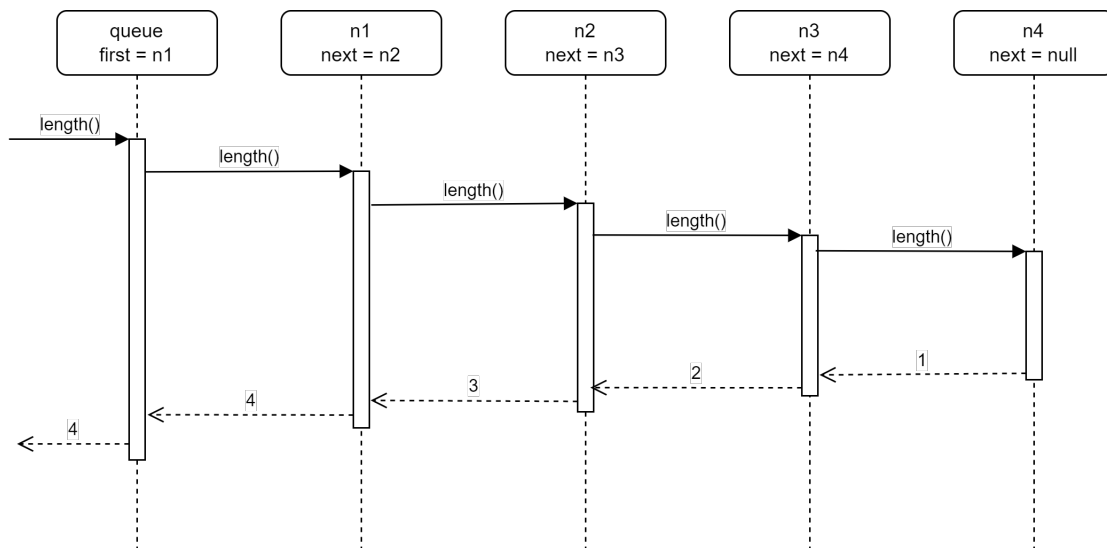 queue
first = n1
n1
next = n2
n2
next = n3
n3
next = n4
n4
next = null
length()
length()
length()
length()
length()
1
2
3
4
4